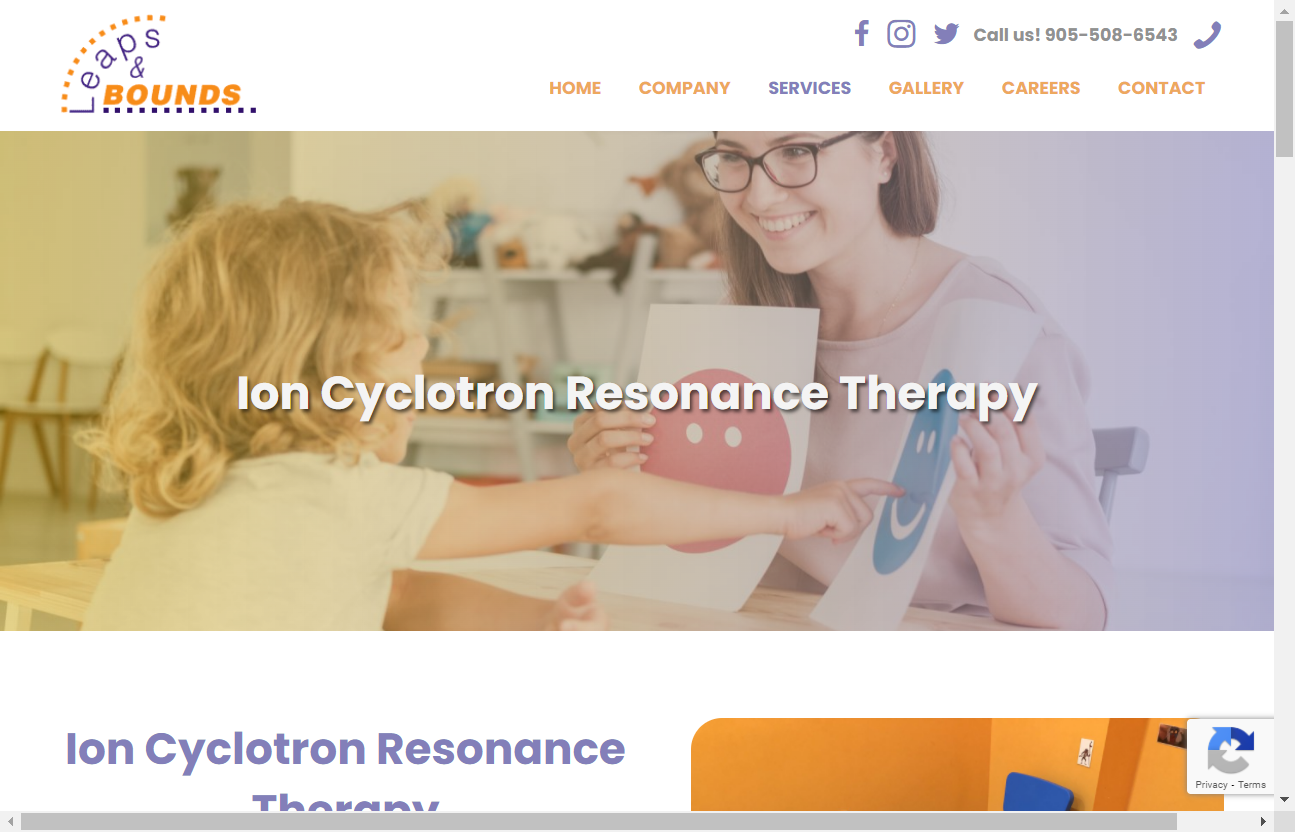 Leaps
&
BOUNDS
Call us! 905-508-6543
HOME COMPANY SERVICES GALLERY CAREERS CONTACT
Ion Cyclotron Resonance Therapy
Ion Cyclotron Resonance
Therapy
Privacy - Terms